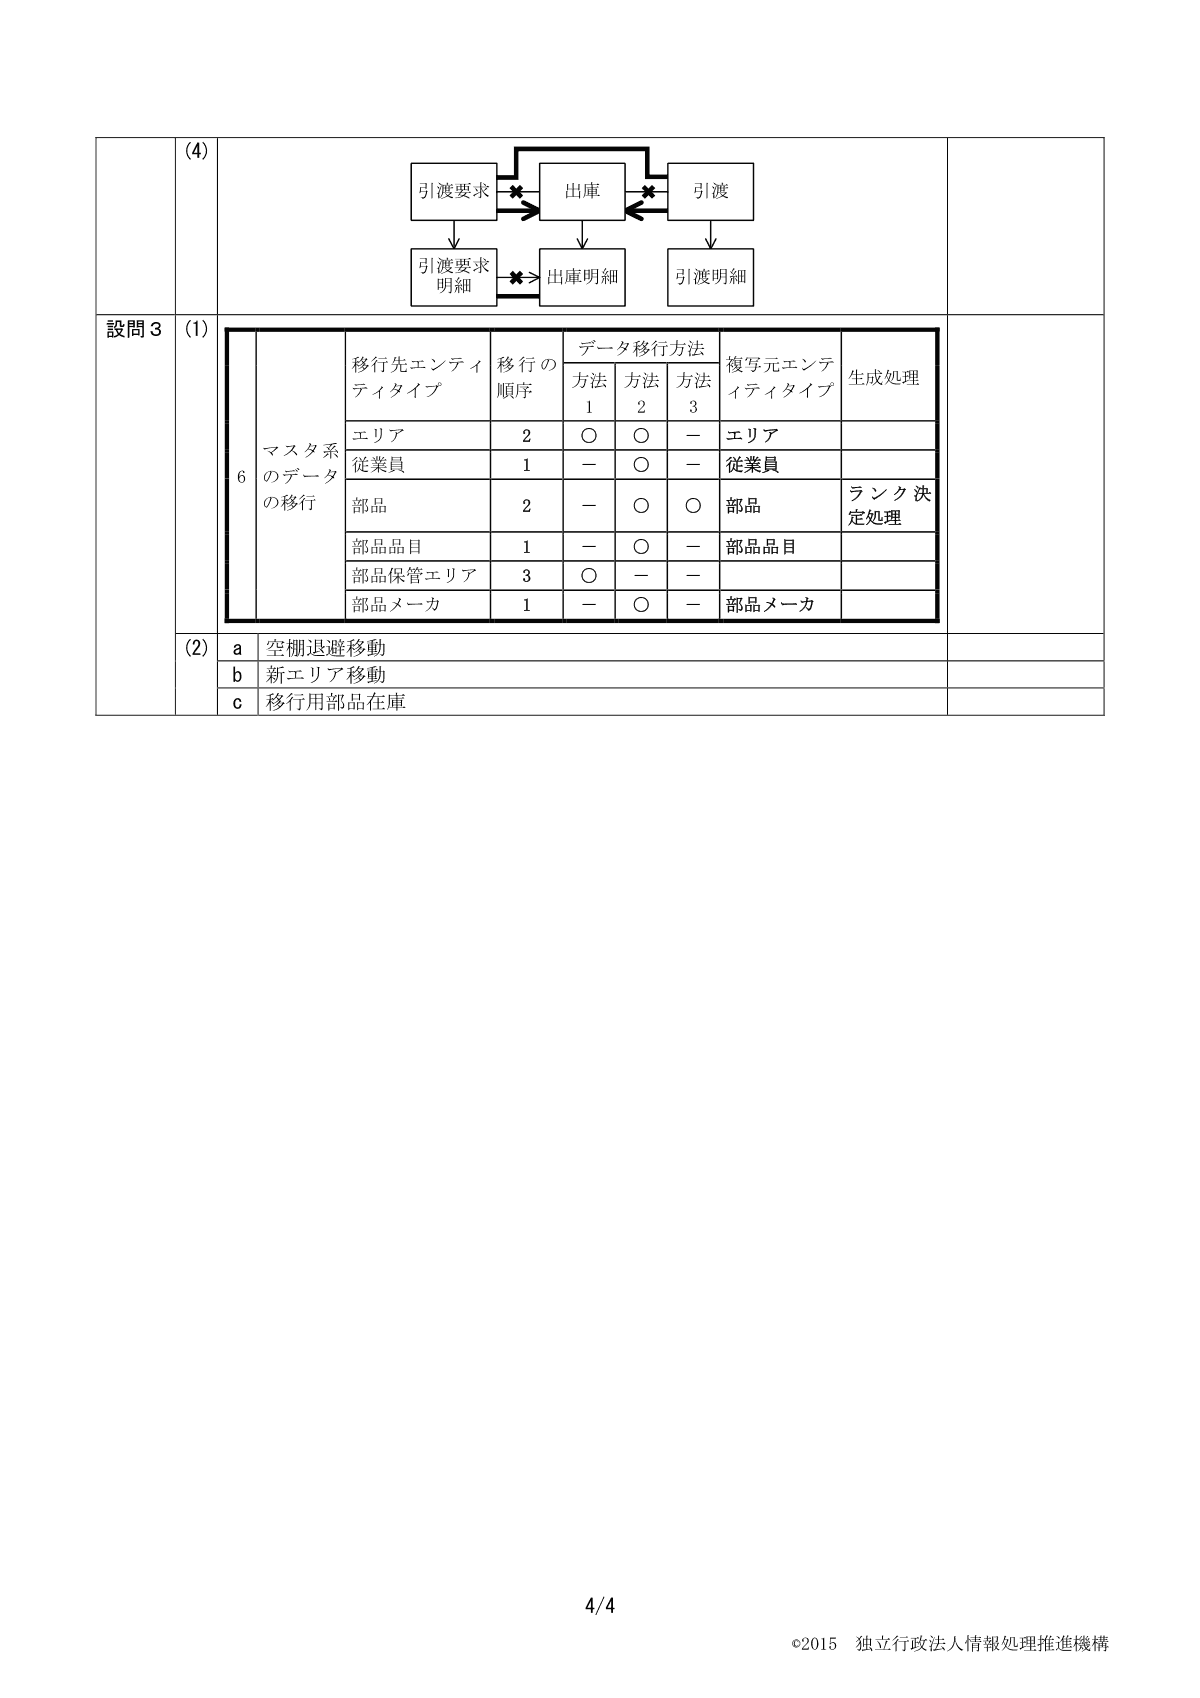 (4)
引渡要求 出庫 引渡
引渡要求
明細
出庫明細 引渡明細
設問３ (1)
6
マスタ系
のデータ
の移行
移行先エンティ
ティタイプ
移行の
順序
データ移行方法
方法
1
方法
2
方法
3
複写元エンテ
ィティタイプ
生成処理
エリア 2 ○ ○ － エリア
従業員 1 － ○ － 従業員
部品 2 － ○ ○ 部品 ランク決
定処理
部品品目 1 － ○ － 部品品目
部品保管エリア 3 ○ － －
部品メーカ 1 － ○ － 部品メーカ
(2) a 空棚退避移動
b 新エリア移動
c 移行用部品在庫
4/4
©2015 独立行政法人情報処理推進機構